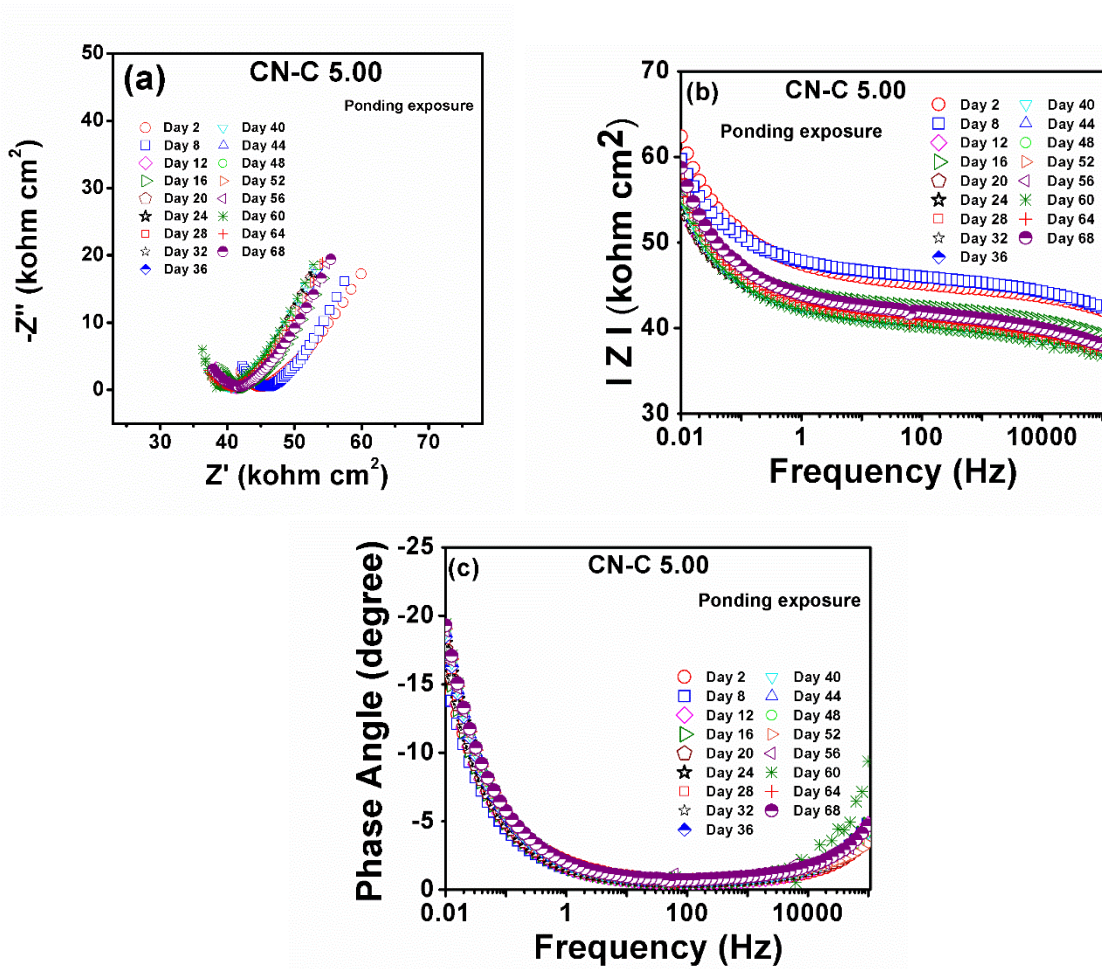 (a)
CN-C 5.00
Ponding exposure
Day 2 Day 40
Day 8 Day 44
Day 12 Day 48
Day 16 Day 52
Day 20 Day 56
Day 24 Day 60
Day 28 Day 64
Day 32 Day 68
Day 36
50
40
30
20
10
0
30 40 50 60 70
-Z'' (kohm cm²)
Z' (kohm cm²)
(b)
CN-C 5.00
Ponding exposure
Day 2 Day 40
Day 8 Day 44
Day 12 Day 48
Day 16 Day 52
Day 20 Day 56
Day 24 Day 60
Day 28 Day 64
Day 32 Day 68
Day 36
70
60
50
40
30
0.01 1 100 10000
I Z I (kohm cm²)
Frequency (Hz)
(c)
CN-C 5.00
Ponding exposure
Day 2 Day 40
Day 8 Day 44
Day 12 Day 48
Day 16 Day 52
Day 20 Day 56
Day 24 Day 60
Day 28 Day 64
Day 32 Day 68
Day 36
-25
-20
-15
-10
-5
0
0.01 1 100 10000
Phase Angle (degree)
Frequency (Hz)